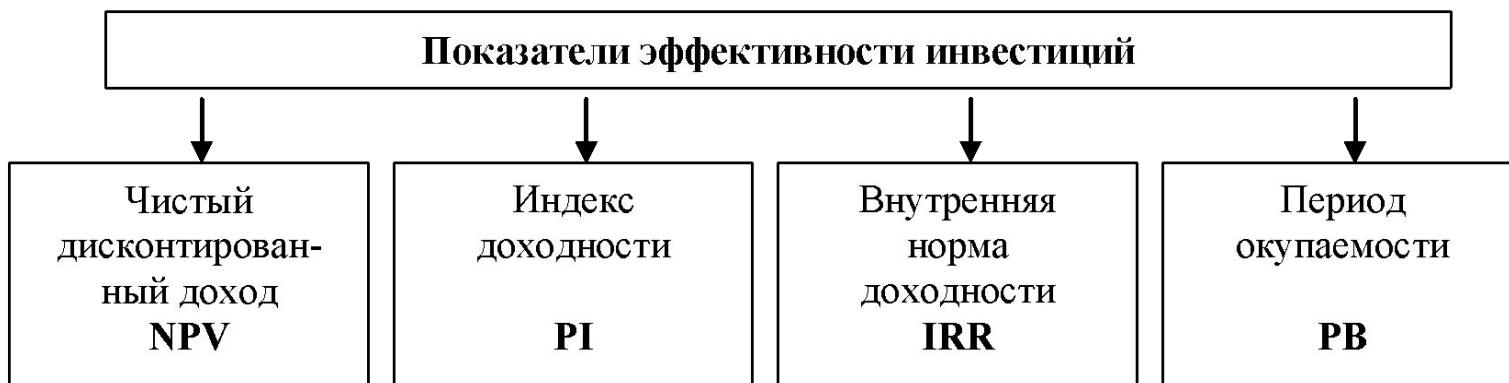 Показатели эффективности инвестиций
Чистый
дисконтирован-
ный доход
NPV
Индекс
доходности
PI
Внутренняя
норма
доходности
IRR
Период
окупаемости
PB